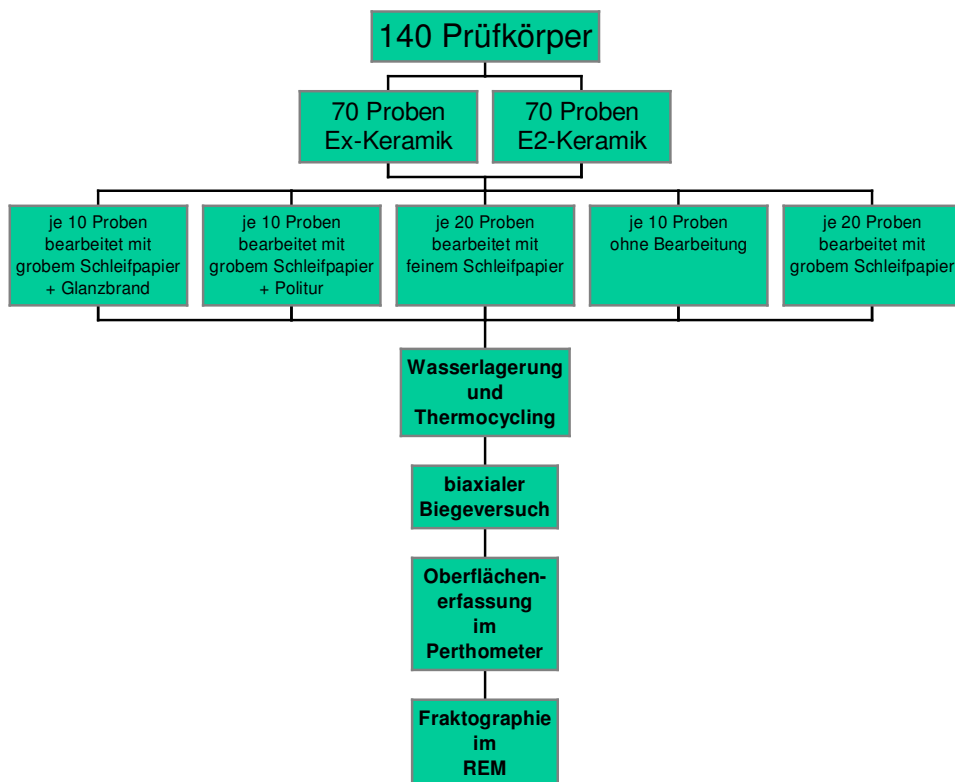 140 Prüfkörper
70 Proben
Ex-Keramik
70 Proben
E2-Keramik
je 10 Proben
bearbeitet mit
grobem Schleifpapier
+ Glanzbrand
je 10 Proben
bearbeitet mit
grobem Schleifpapier
+ Politur
je 20 Proben
bearbeitet mit
feinem Schleifpapier
je 10 Proben
ohne Bearbeitung
je 20 Proben
bearbeitet mit
grobem Schleifpapier
Wasserlagerung
und
Thermocycling
biaxialer
Biegeversuch
Oberflächen-
erfassung
im
Perthometer
Fraktographie
im
REM